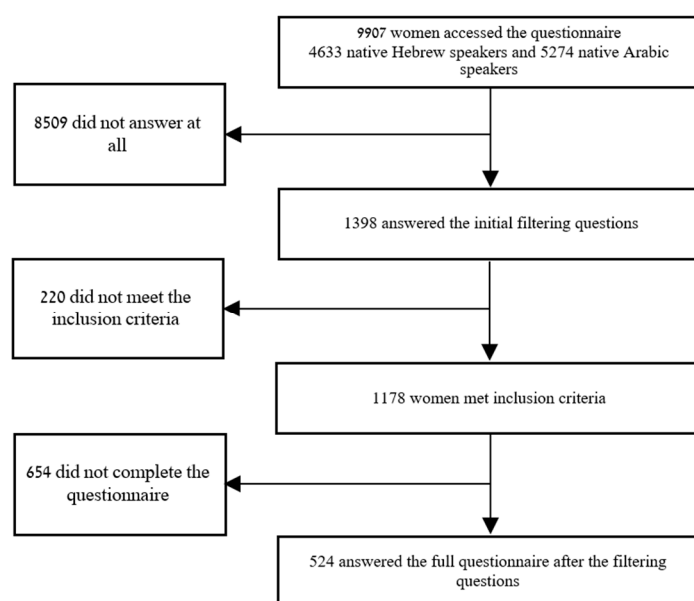 9907 women accessed the questionnaire
4633 native Hebrew speakers and 5274 native Arabic
speakers
8509 did not answer at
all
1398 answered the initial filtering questions
220 did not meet the
inclusion criteria
1178 women met inclusion criteria
654 did not complete the
questionnaire
524 answered the full questionnaire after the filtering
questions